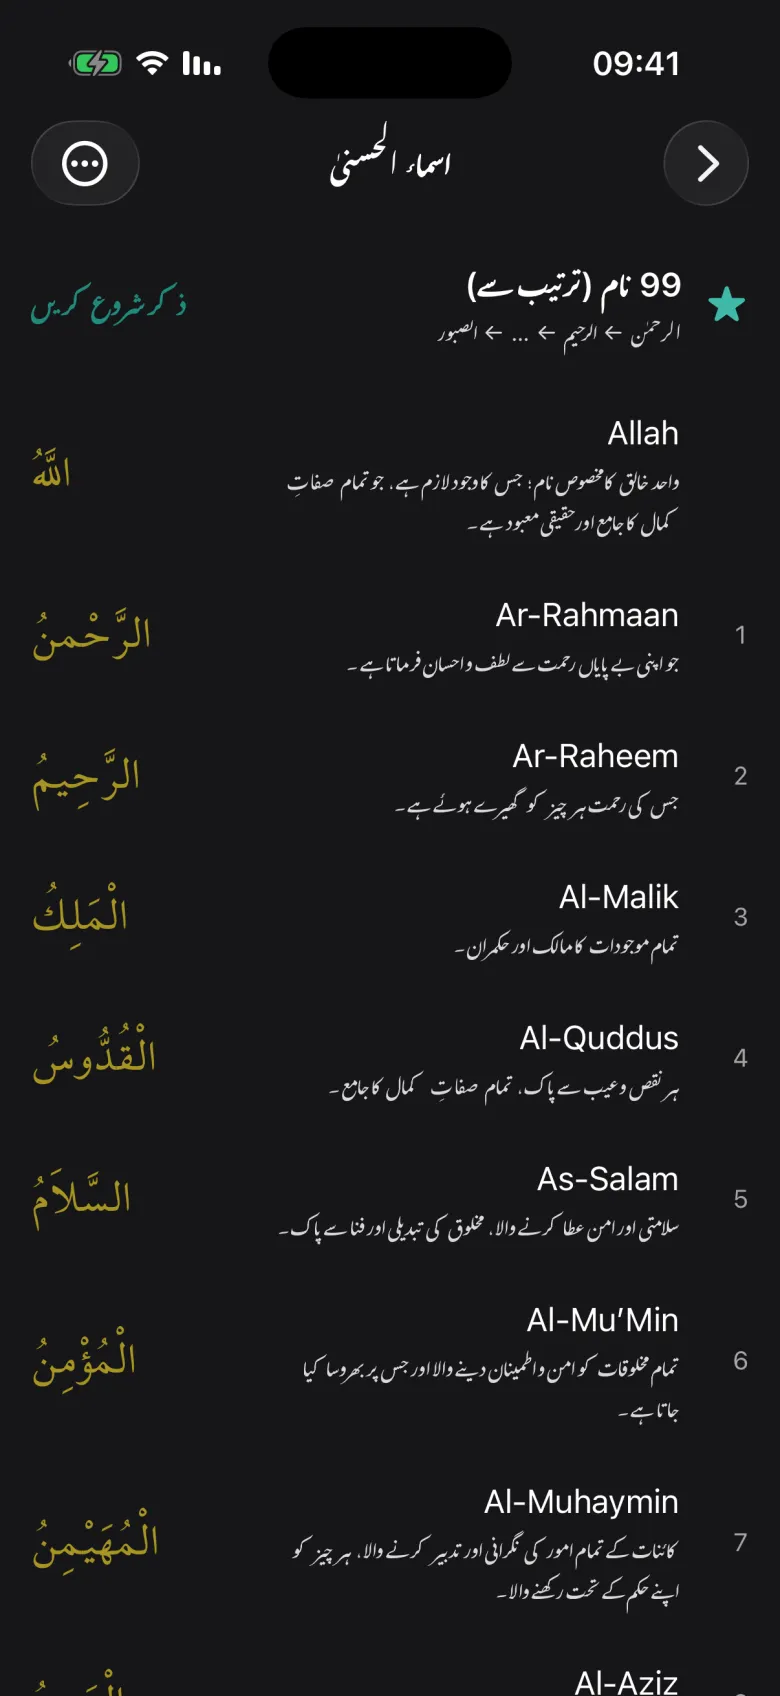 09:41
اسماء الحسنیٰ
99 نام (ترتیب سے)
الرحمٰن ← الرحیم ← ... ← الصبور
ذکر شروع کریں
Allah
واحد خالق کا مخصوص نام؛ جس کا وجود لازم ہے، جو تمام صفاتِ
کمال کا جامع اور حقیقی معبود ہے۔
اللَّهُ
1
Ar-Rahmaan
جو اپنی بے پایاں رحمت سے لطف و احسان فرماتا ہے۔
الرَّحْمنُ
2
Ar-Raheem
جس کی رحمت ہر چیز کو گھیرے ہوئے ہے۔
الرَّحِيمُ
3
Al-Malik
تمام موجودات کا مالک اور حکمران۔
الْمَلِكُ
4
Al-Quddus
ہر نقص و عیب سے پاک، تمام صفاتِ کمال کا جامع۔
الْقُدُّوسُ
5
As-Salam
سلامتی اور امن عطا کرنے والا، مخلوق کی تبدیلی اور فنا سے پاک۔
السَّلاَمُ
6
Al-Mu’Min
تمام مخلوقات کو امن و اطمینان دینے والا اور جس پر بھروسا کیا
جاتا ہے۔
الْمُؤْمِنُ
7
Al-Muhaymin
کائنات کے تمام امور کی نگرانی اور تدبیر کرنے والا، ہر چیز کو
اپنے حکم کے تحت رکھنے والا۔
الْمُهَيْمِنُ
Al-Aziz